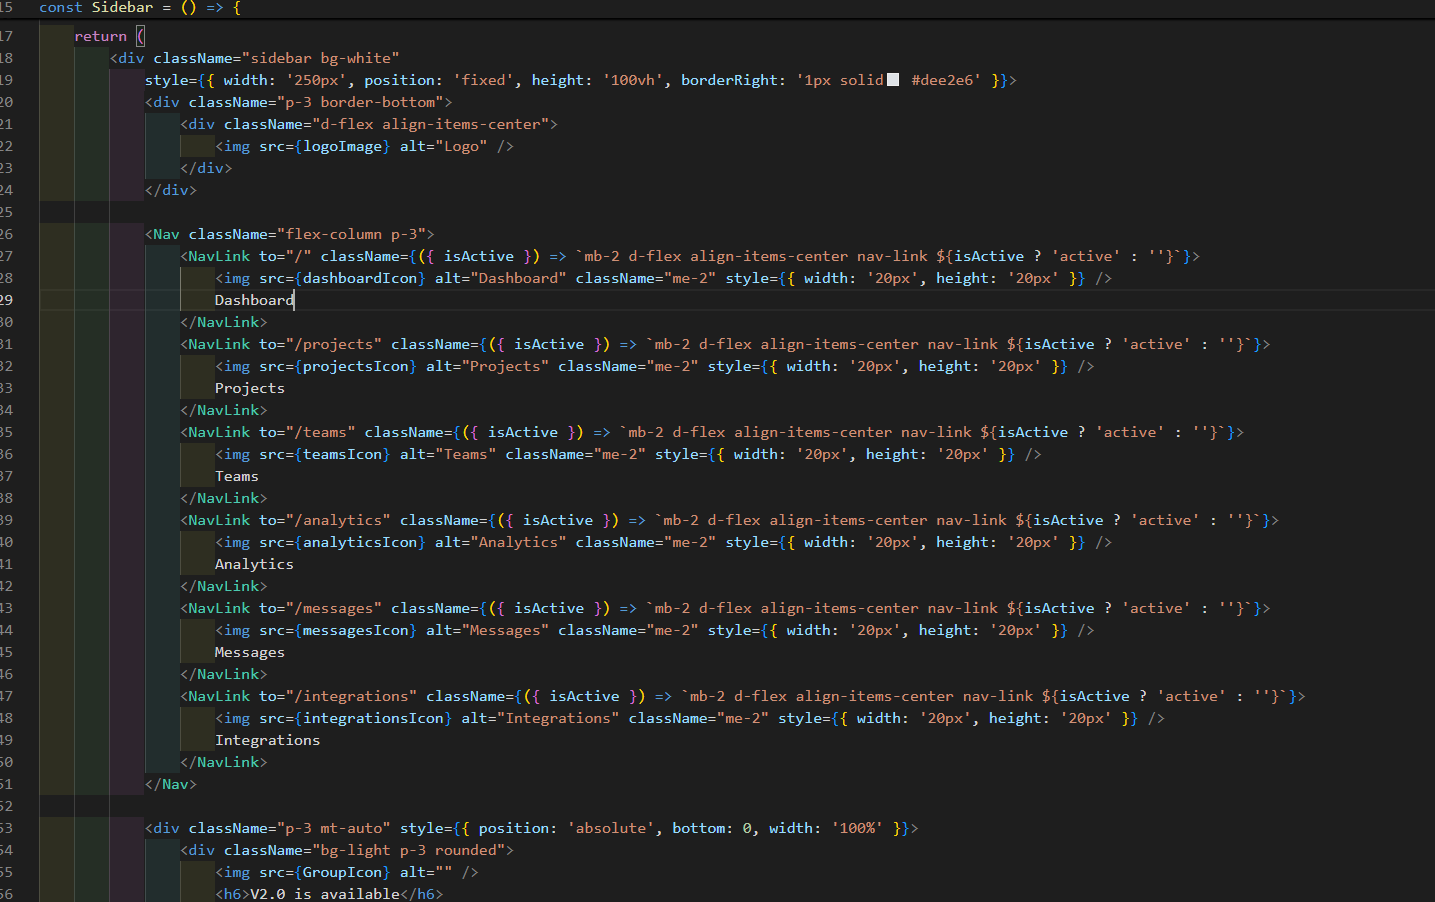 15 const Sidebar = () => {
17 return (
18 <div className="sidebar bg-white"
19 style={{ width: '250px', position: 'fixed', height: '100vh', borderRight: '1px solid #dee2e6' }}>
20 <div className="p-3 border-bottom">
21 <div className="d-flex align-items-center">
22 <img src={logoImage} alt="Logo" />
23 </div>
24 </div>
25
26 <Nav className="flex-column p-3">
27 <NavLink to="/" className={({ isActive }) => `mb-2 d-flex align-items-center nav-link ${isActive ? 'active' : ''}`}>
28 <img src={dashboardIcon} alt="Dashboard" className="me-2" style={{ width: '20px', height: '20px' }} />
29 Dashboard
30 </NavLink>
31 <NavLink to="/projects" className={({ isActive }) => `mb-2 d-flex align-items-center nav-link ${isActive ? 'active' : ''}`}>
32 <img src={projectsIcon} alt="Projects" className="me-2" style={{ width: '20px', height: '20px' }} />
33 Projects
34 </NavLink>
35 <NavLink to="/teams" className={({ isActive }) => `mb-2 d-flex align-items-center nav-link ${isActive ? 'active' : ''}`}>
36 <img src={teamsIcon} alt="Teams" className="me-2" style={{ width: '20px', height: '20px' }} />
37 Teams
38 </NavLink>
39 <NavLink to="/analytics" className={({ isActive }) => `mb-2 d-flex align-items-center nav-link ${isActive ? 'active' : ''}`}>
40 <img src={analyticsIcon} alt="Analytics" className="me-2" style={{ width: '20px', height: '20px' }} />
41 Analytics
42 </NavLink>
43 <NavLink to="/messages" className={({ isActive }) => `mb-2 d-flex align-items-center nav-link ${isActive ? 'active' : ''}`}>
44 <img src={messagesIcon} alt="Messages" className="me-2" style={{ width: '20px', height: '20px' }} />
45 Messages
46 </NavLink>
47 <NavLink to="/integrations" className={({ isActive }) => `mb-2 d-flex align-items-center nav-link ${isActive ? 'active' : ''}`}>
48 <img src={integrationsIcon} alt="Integrations" className="me-2" style={{ width: '20px', height: '20px' }} />
49 Integrations
50 </NavLink>
51 </Nav>
52
53 <div className="p-3 mt-auto" style={{ position: 'absolute', bottom: 0, width: '100%' }}>
54 <div className="bg-light p-3 rounded">
55 <img src={GroupIcon} alt="" />
56 <h6>V2.0 is available</h6>